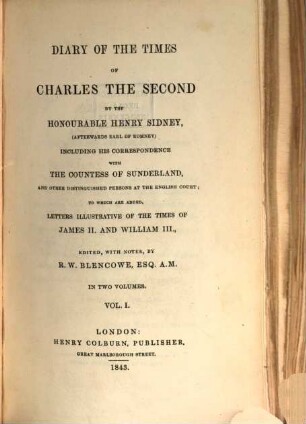 DIARY OF THE TIMES
OF
CHARLES THE SECOND
BY THE
HONOURABLE HENRY SIDNEY,
(AFTERWARDS EARL OF ROMNEY)
INCLUDING HIS CORRESPONDENCE
WITH
THE COUNTESS OF SUNDERLAND,
AND OTHER DISTINGUISHED PERSONS AT THE ENGLISH COURT;
TO WHICH ARE ADDED,
LETTERS ILLUSTRATIVE OF THE TIMES OF
JAMES II. AND WILLIAM III.,
EDITED, WITH NOTES, BY
R. W. BLENCOWE, ESQ. A.M.
IN TWO VOLUMES.
VOL. I.
LONDON:
HENRY COLBURN, PUBLISHER,
GREAT MARLBOROUGH STREET.
1843.